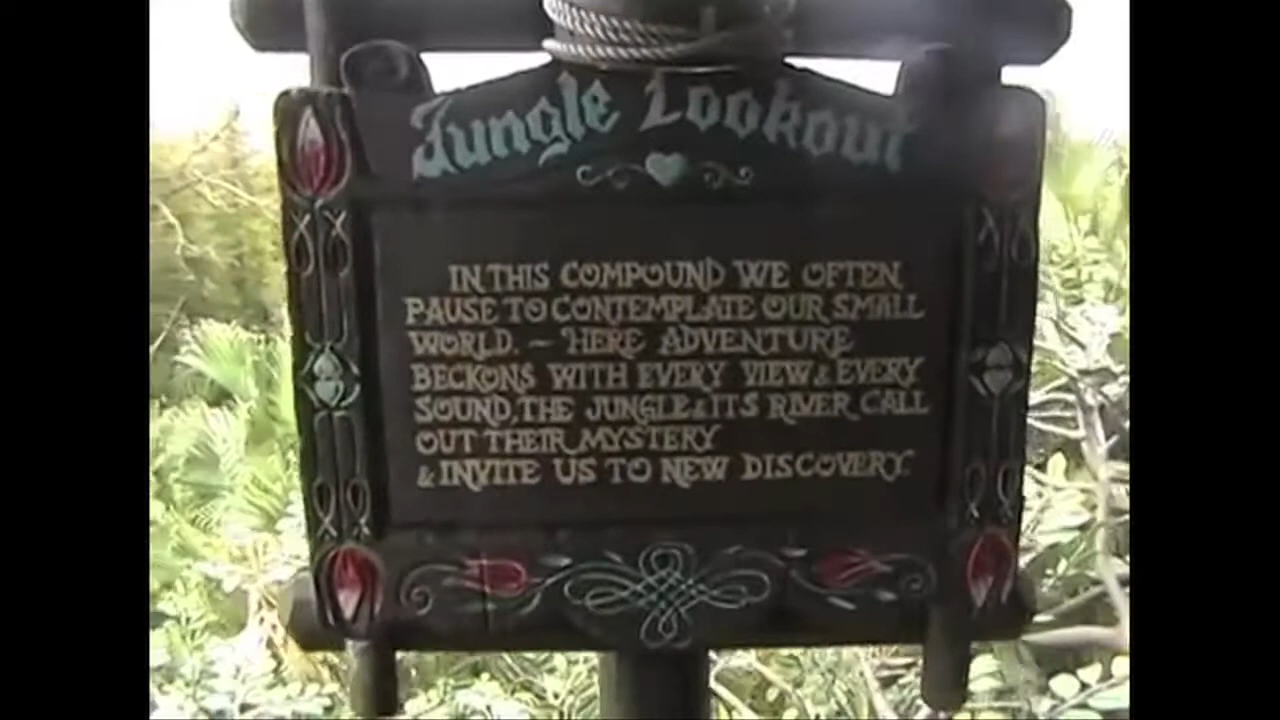 Jungle Lookout
IN THIS COMPOUND WE OFTEN
PAUSE TO CONTEMPLATE OUR SMALL
WORLD. – HERE ADVENTURE
BECKONS WITH EVERY VIEW & EVERY
SOUND, THE JUNGLE & ITS RIVER CALL
OUT THEIR MYSTERY
& INVITE US TO NEW DISCOVERY.